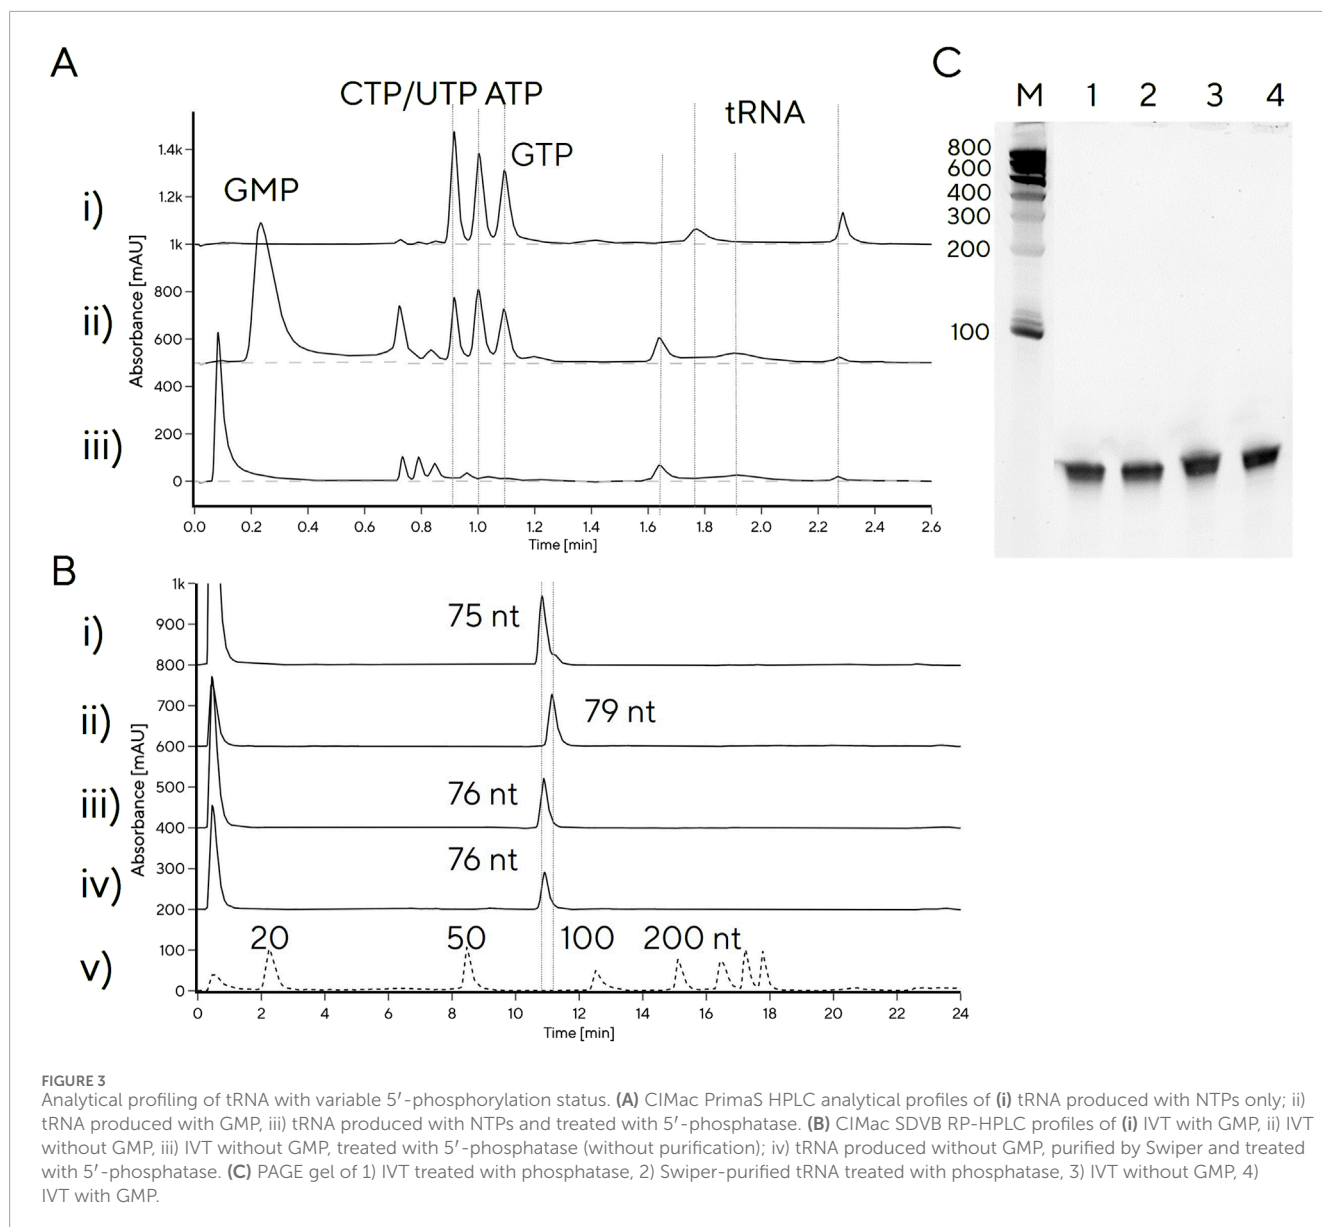 A
CTP/UTP ATP
tRNA
GTP
GMP
i)
ii)
iii)
Absorbance [mAU]
Absorbance [mAU]
1.4k
1.2k
1k
800
600
400
200
0
0.0 0.2 0.4 0.6 0.8 1.0 1.2 1.4 1.6 1.8 2.0 2.2 2.4 2.6
Time [min]
C
M 1 2 3 4
800
600
400
300
200
100
B
i)
ii)
iii)
iv)
v)
Absorbance [mAU]
Absorbance [mAU]
1k
900
800
700
600
500
400
300
200
100
0
75 nt
79 nt
76 nt
76 nt
20 50 100 200 nt
0 2 4 6 8 10 12 14 16 18 20 22 24
Time [min]
FIGURE 3
Analytical profiling of tRNA with variable 5′-phosphorylation status. (A) CIMac PrimaS HPLC analytical profiles of (i) tRNA produced with NTPs only; ii)
tRNA produced with GMP, iii) tRNA produced with NTPs and treated with 5′-phosphatase. (B) CIMac SDVB RP-HPLC profiles of (i) IVT with GMP, ii) IVT
without GMP, iii) IVT without GMP, treated with 5′-phosphatase (without purification); iv) tRNA produced without GMP, purified by Swiper and treated
with 5′-phosphatase. (C) PAGE gel of 1) IVT treated with phosphatase, 2) Swiper-purified tRNA treated with phosphatase, 3) IVT without GMP, 4)
IVT with GMP.